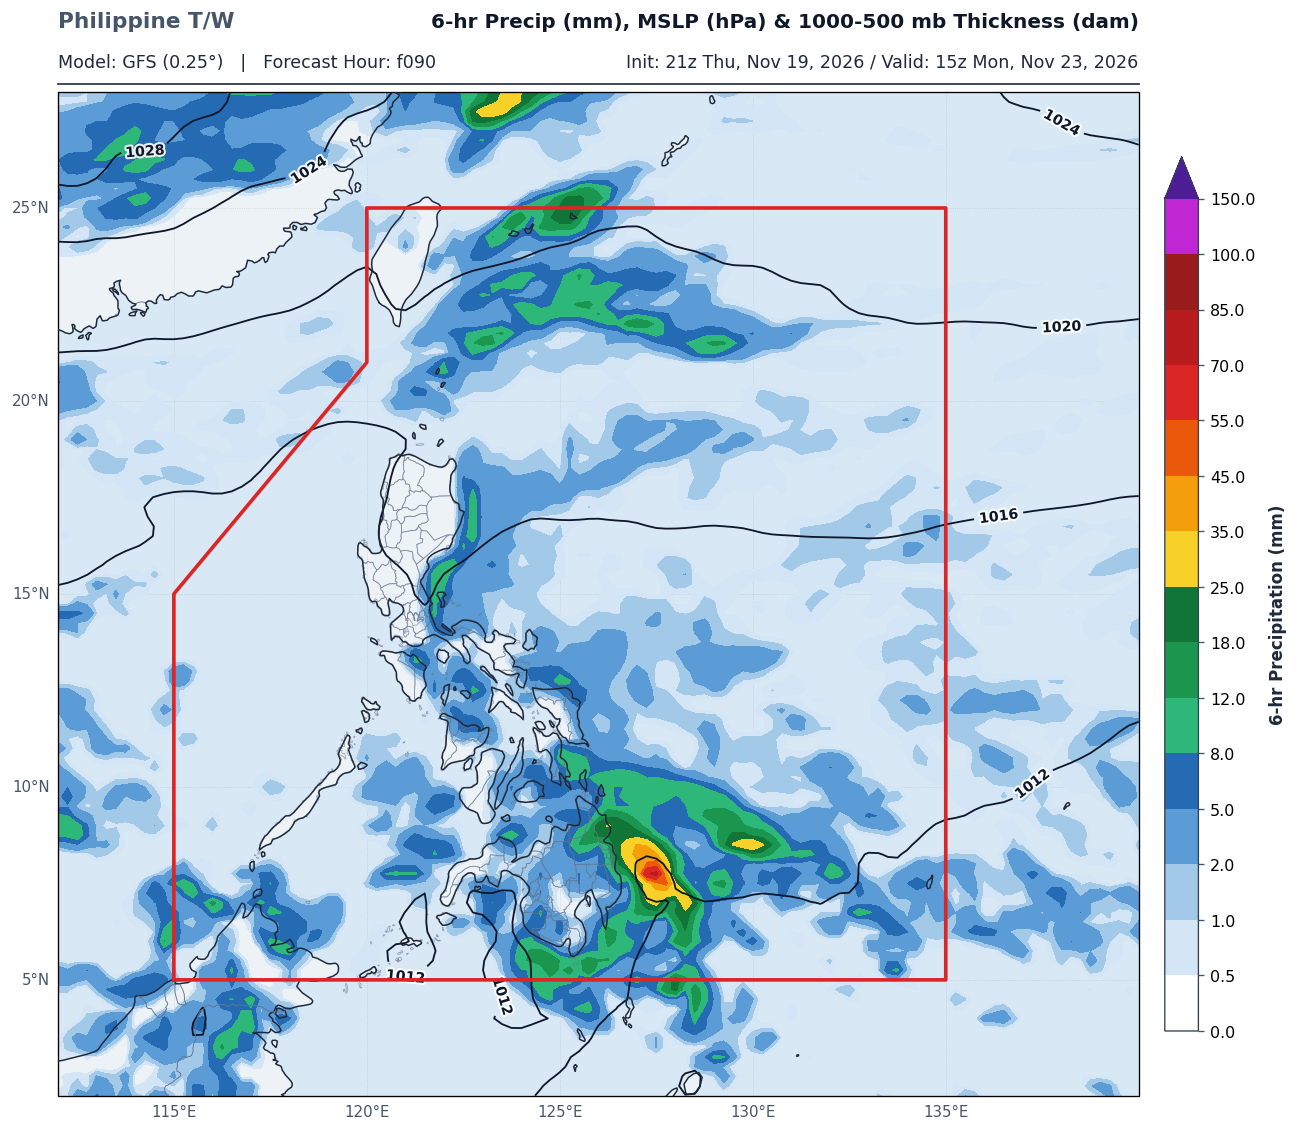 Philippine T/W
6-hr Precip (mm), MSLP (hPa) & 1000-500 mb Thickness (dam)
Model: GFS (0.25°) | Forecast Hour: f090
Init: 21z Thu, Nov 19, 2026 / Valid: 15z Mon, Nov 23, 2026
1028
1024
1024
1020
1016
1012
1012
1012
25°N
20°N
15°N
10°N
5°N
115°E
120°E
125°E
130°E
135°E
150.0
100.0
85.0
70.0
55.0
45.0
35.0
25.0
18.0
12.0
8.0
5.0
2.0
1.0
0.5
0.0
6-hr Precipitation (mm)